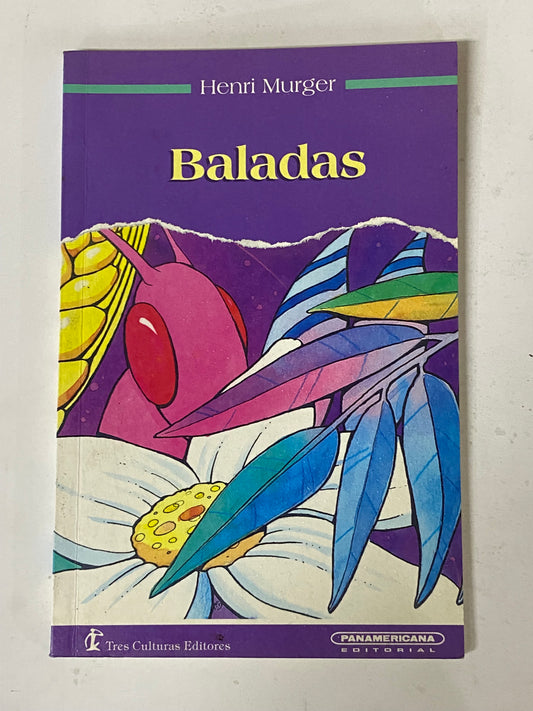 Henri Murger
Baladas
Tres Culturas Editores
PANAMERICANA
EDITORIAL